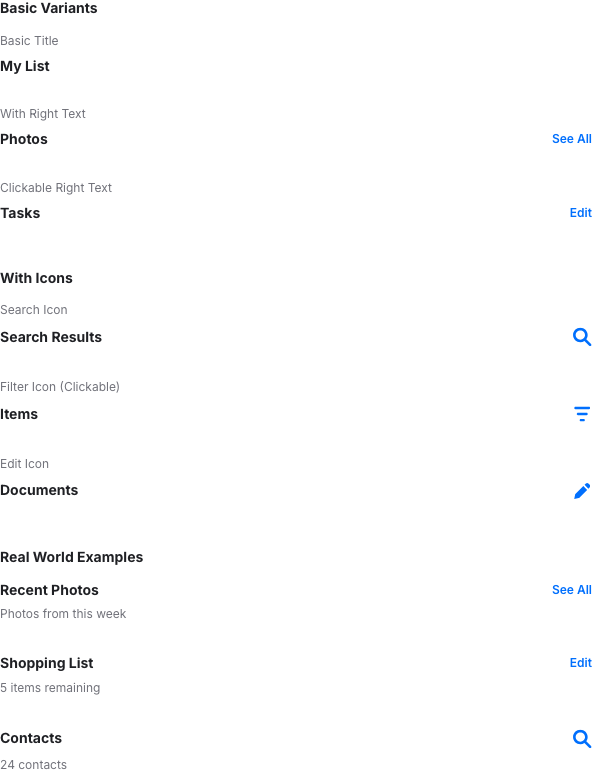 Basic Variants
Basic Title
My List
With Right Text
Photos See All
Clickable Right Text
Tasks Edit
With Icons
Search Icon
Search Results
Filter Icon (Clickable)
Items
Edit Icon
Documents
Real World Examples
Recent Photos See All
Photos from this week
Shopping List Edit
5 items remaining
Contacts
24 contacts